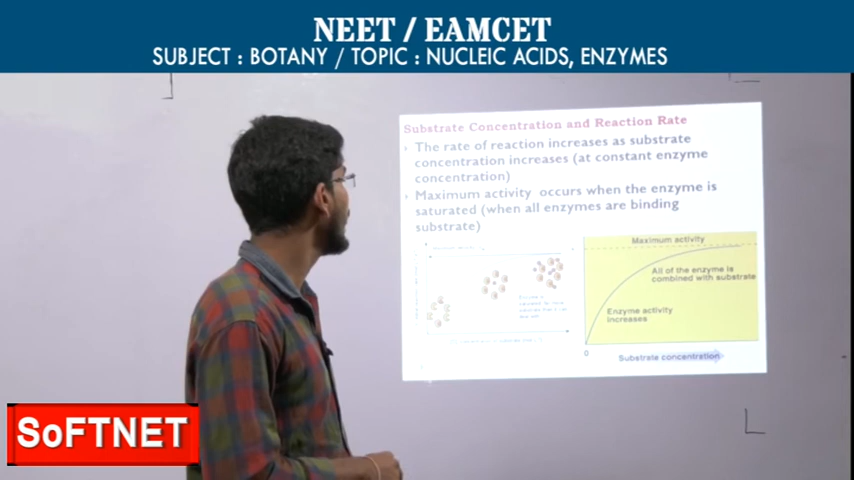 NEET / EAMCET
SUBJECT : BOTANY / TOPIC : NUCLEIC ACIDS, ENZYMES
Substrate Concentration and Reaction Rate
The rate of reaction increases as substrate
concentration increases (at constant enzyme
concentration)
Maximum activity occurs when the enzyme is
saturated (when all enzymes are binding
substrate)
Maximum activity
All of the enzyme is
combined with substrate
Enzyme activity
increases
0
Substrate concentration
SoFTNET